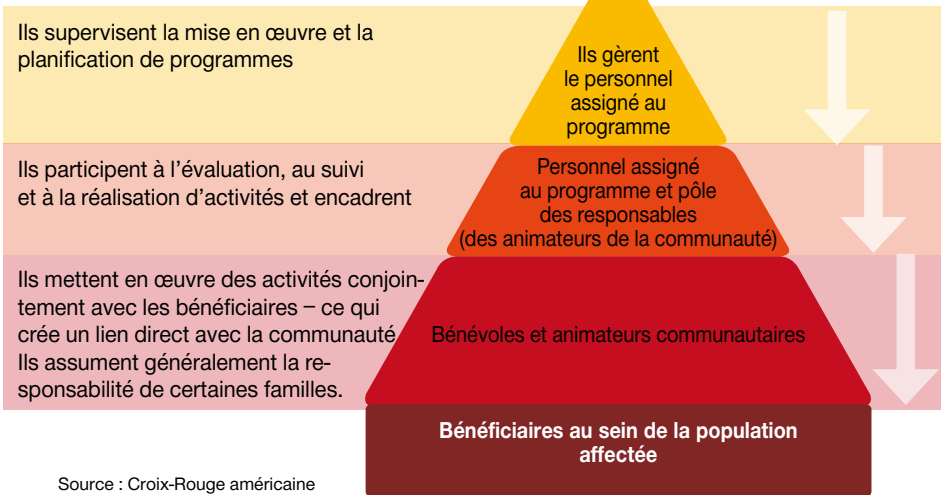 Ils supervisent la mise en œuvre et la
planification de programmes
Ils gèrent
le personnel
assigné au
programme
Ils participent à l'évaluation, au suivi
et à la réalisation d'activités et encadrent
Personnel assigné
au programme et pôle
des responsables
(des animateurs de la communauté)
Ils mettent en œuvre des activités conjoin-
tement avec les bénéficiaires – ce qui
crée un lien direct avec la communauté
Ils assument généralement la re-
sponsabilité de certaines familles.
Bénévoles et animateurs communautaires
Bénéficiaires au sein de la population
affectée
Source : Croix-Rouge américaine